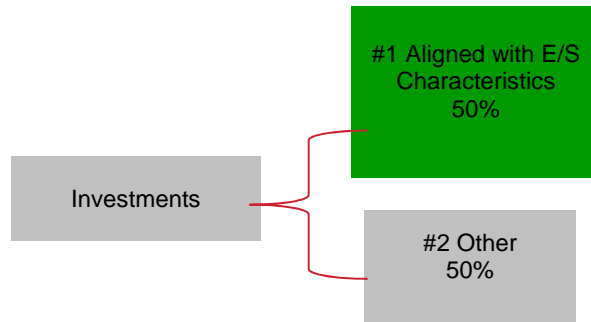 #1 Aligned with E/S
Characteristics
50%
Investments
#2 Other
50%